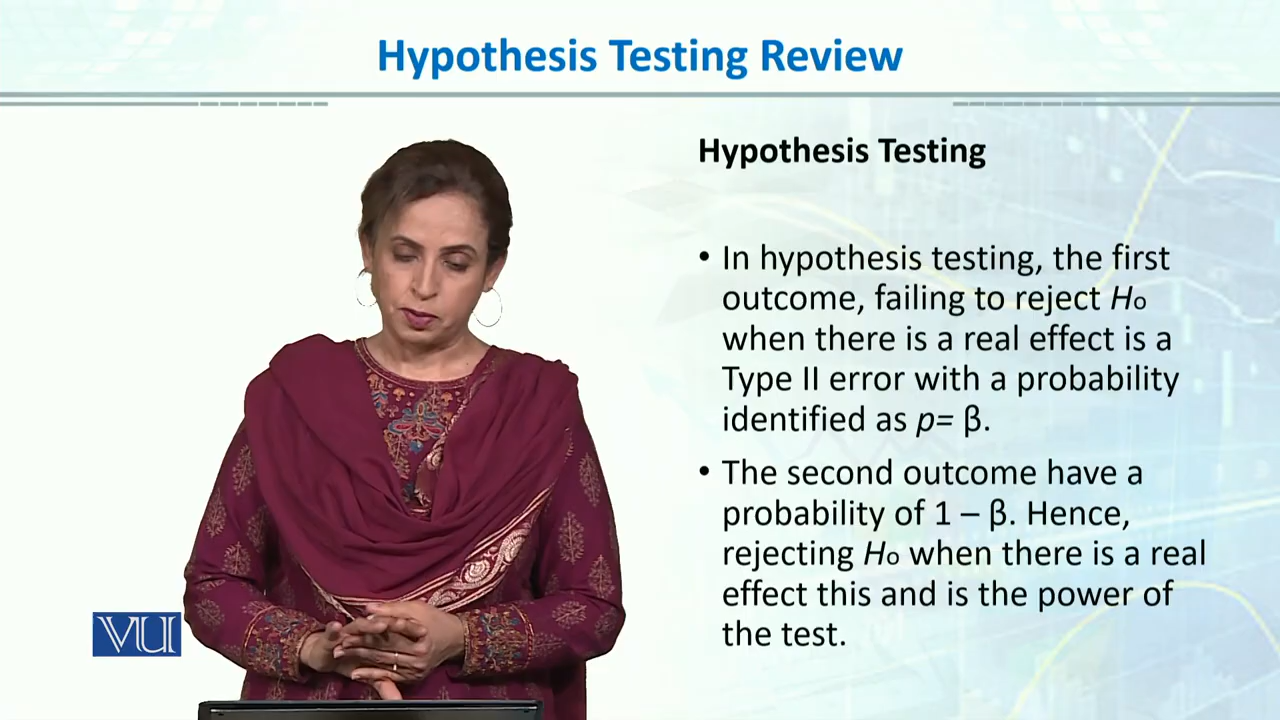 Hypothesis Testing Review
Hypothesis Testing
• In hypothesis testing, the first
outcome, failing to reject Ho
when there is a real effect is a
Type II error with a probability
identified as p= β.
• The second outcome have a
probability of 1 – β. Hence,
rejecting Ho when there is a real
effect this and is the power of
the test.
VU